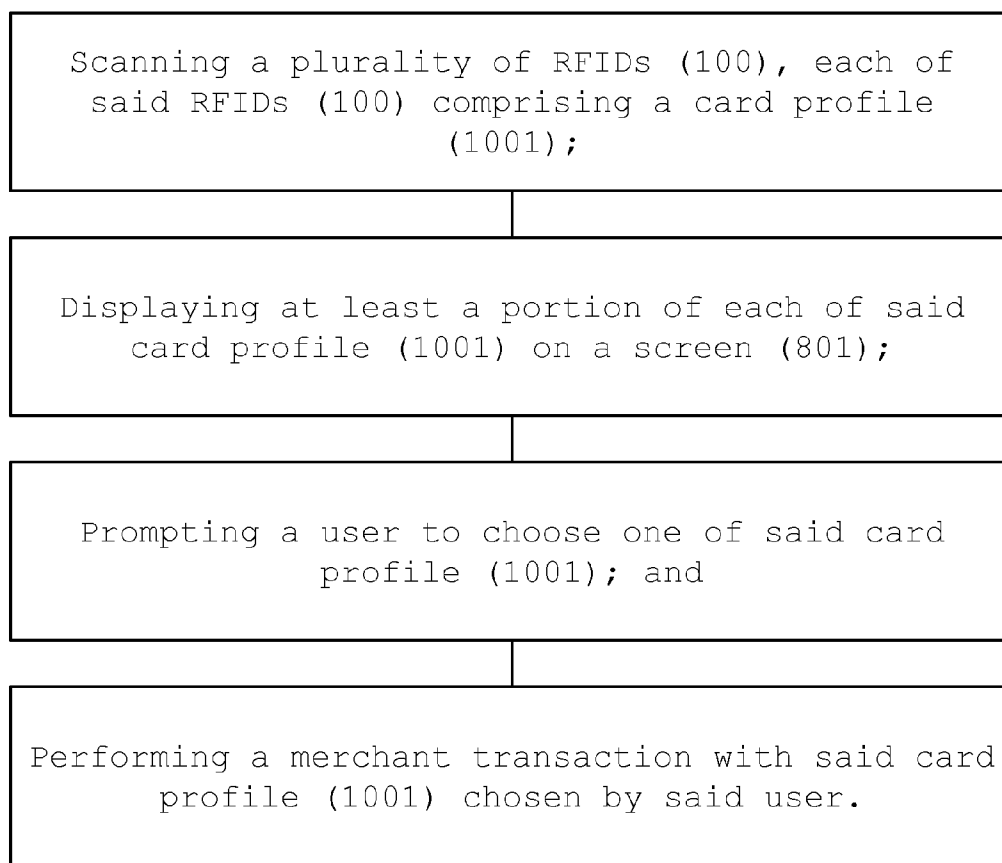 Scanning a plurality of RFIDs (100), each of
said RFIDs (100) comprising a card profile
(1001);
Displaying at least a portion of each of said
card profile (1001) on a screen (801);
Prompting a user to choose one of said card
profile (1001); and
Performing a merchant transaction with said card
profile (1001) chosen by said user.